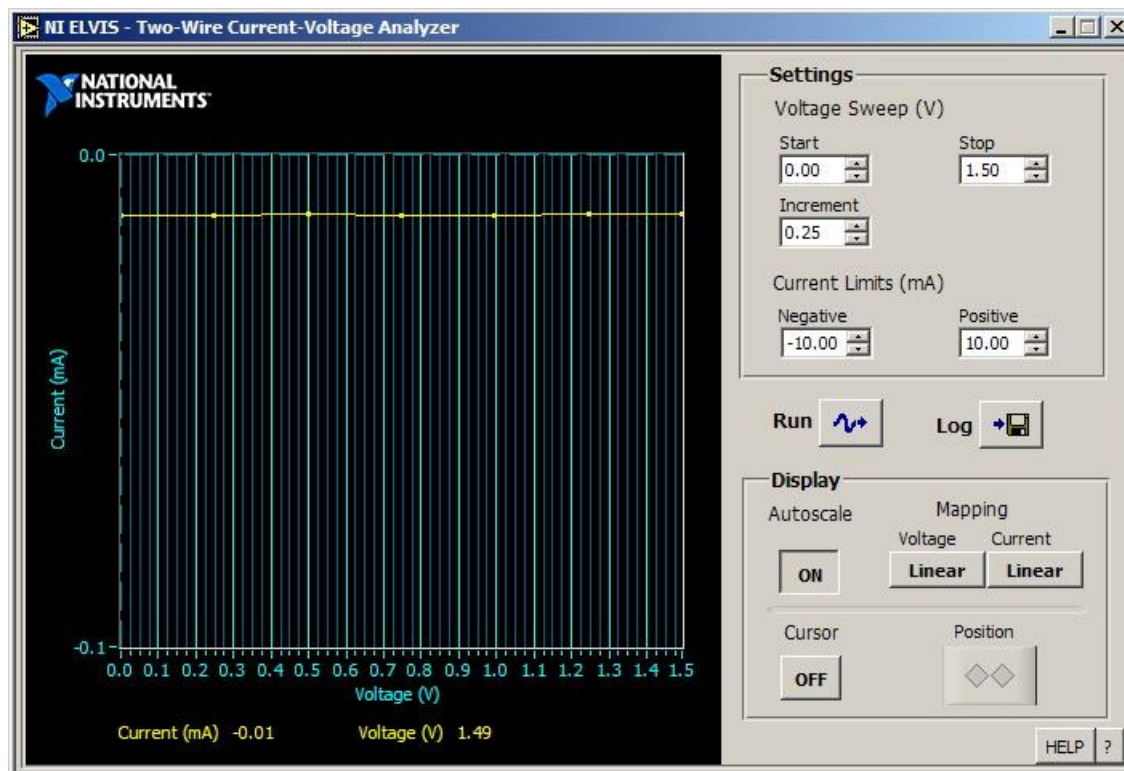 NI ELVIS - Two-Wire Current-Voltage Analyzer
NATIONAL
INSTRUMENTS™
0.0
Current (mA)
-0.1
0.0 0.1 0.2 0.3 0.4 0.5 0.6 0.7 0.8 0.9 1.0 1.1 1.2 1.3 1.4 1.5
Voltage (V)
Current (mA) -0.01 Voltage (V) 1.49
Settings
Voltage Sweep (V)
Start Stop
0.00 1.50
Increment
0.25
Current Limits (mA)
Negative Positive
-10.00 10.00
Run Log
Display
Autoscale Mapping
Voltage Current
ON Linear Linear
Cursor Position
OFF
HELP ?